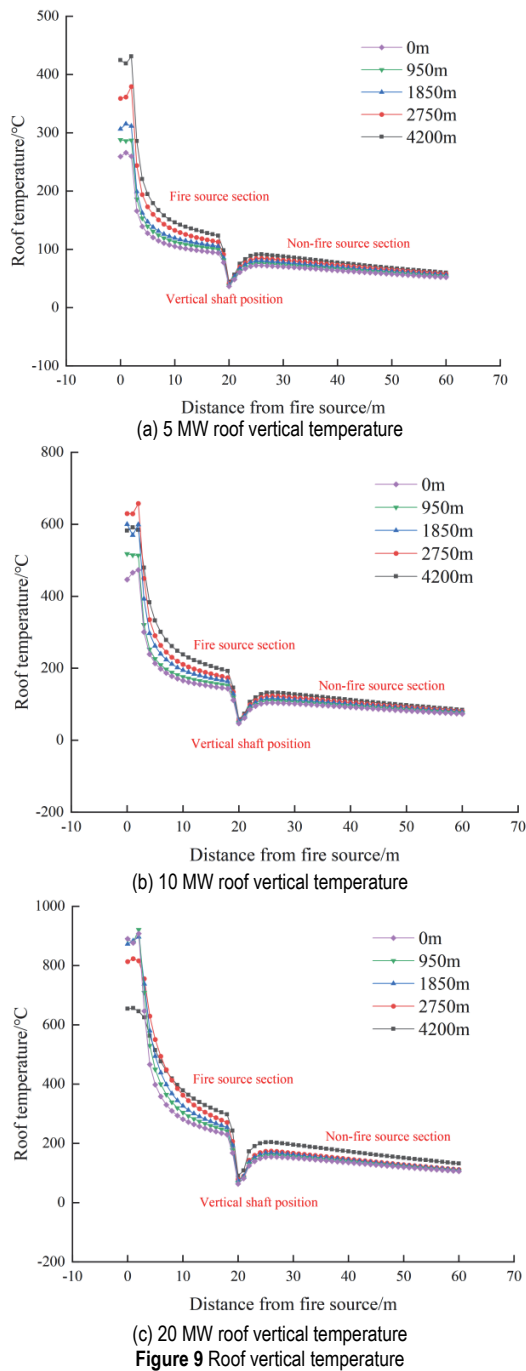 500
400
300
200
100
0
-100
-10
0
10
20
30
40
50
60
70
Roof temperature/°C
Distance from fire source/m
0m
950m
1850m
2750m
4200m
Fire source section
Non-fire source section
Vertical shaft position
(a) 5 MW roof vertical temperature
800
600
400
200
0
-200
-10
0
10
20
30
40
50
60
70
Roof temperature/°C
Distance from fire source/m
0m
950m
1850m
2750m
4200m
Fire source section
Non-fire source section
Vertical shaft position
(b) 10 MW roof vertical temperature
1000
800
600
400
200
0
-200
-10
0
10
20
30
40
50
60
70
Roof temperature/°C
Distance from fire source/m
0m
950m
1850m
2750m
4200m
Fire source section
Non-fire source section
Vertical shaft position
(c) 20 MW roof vertical temperature
Figure 9 Roof vertical temperature